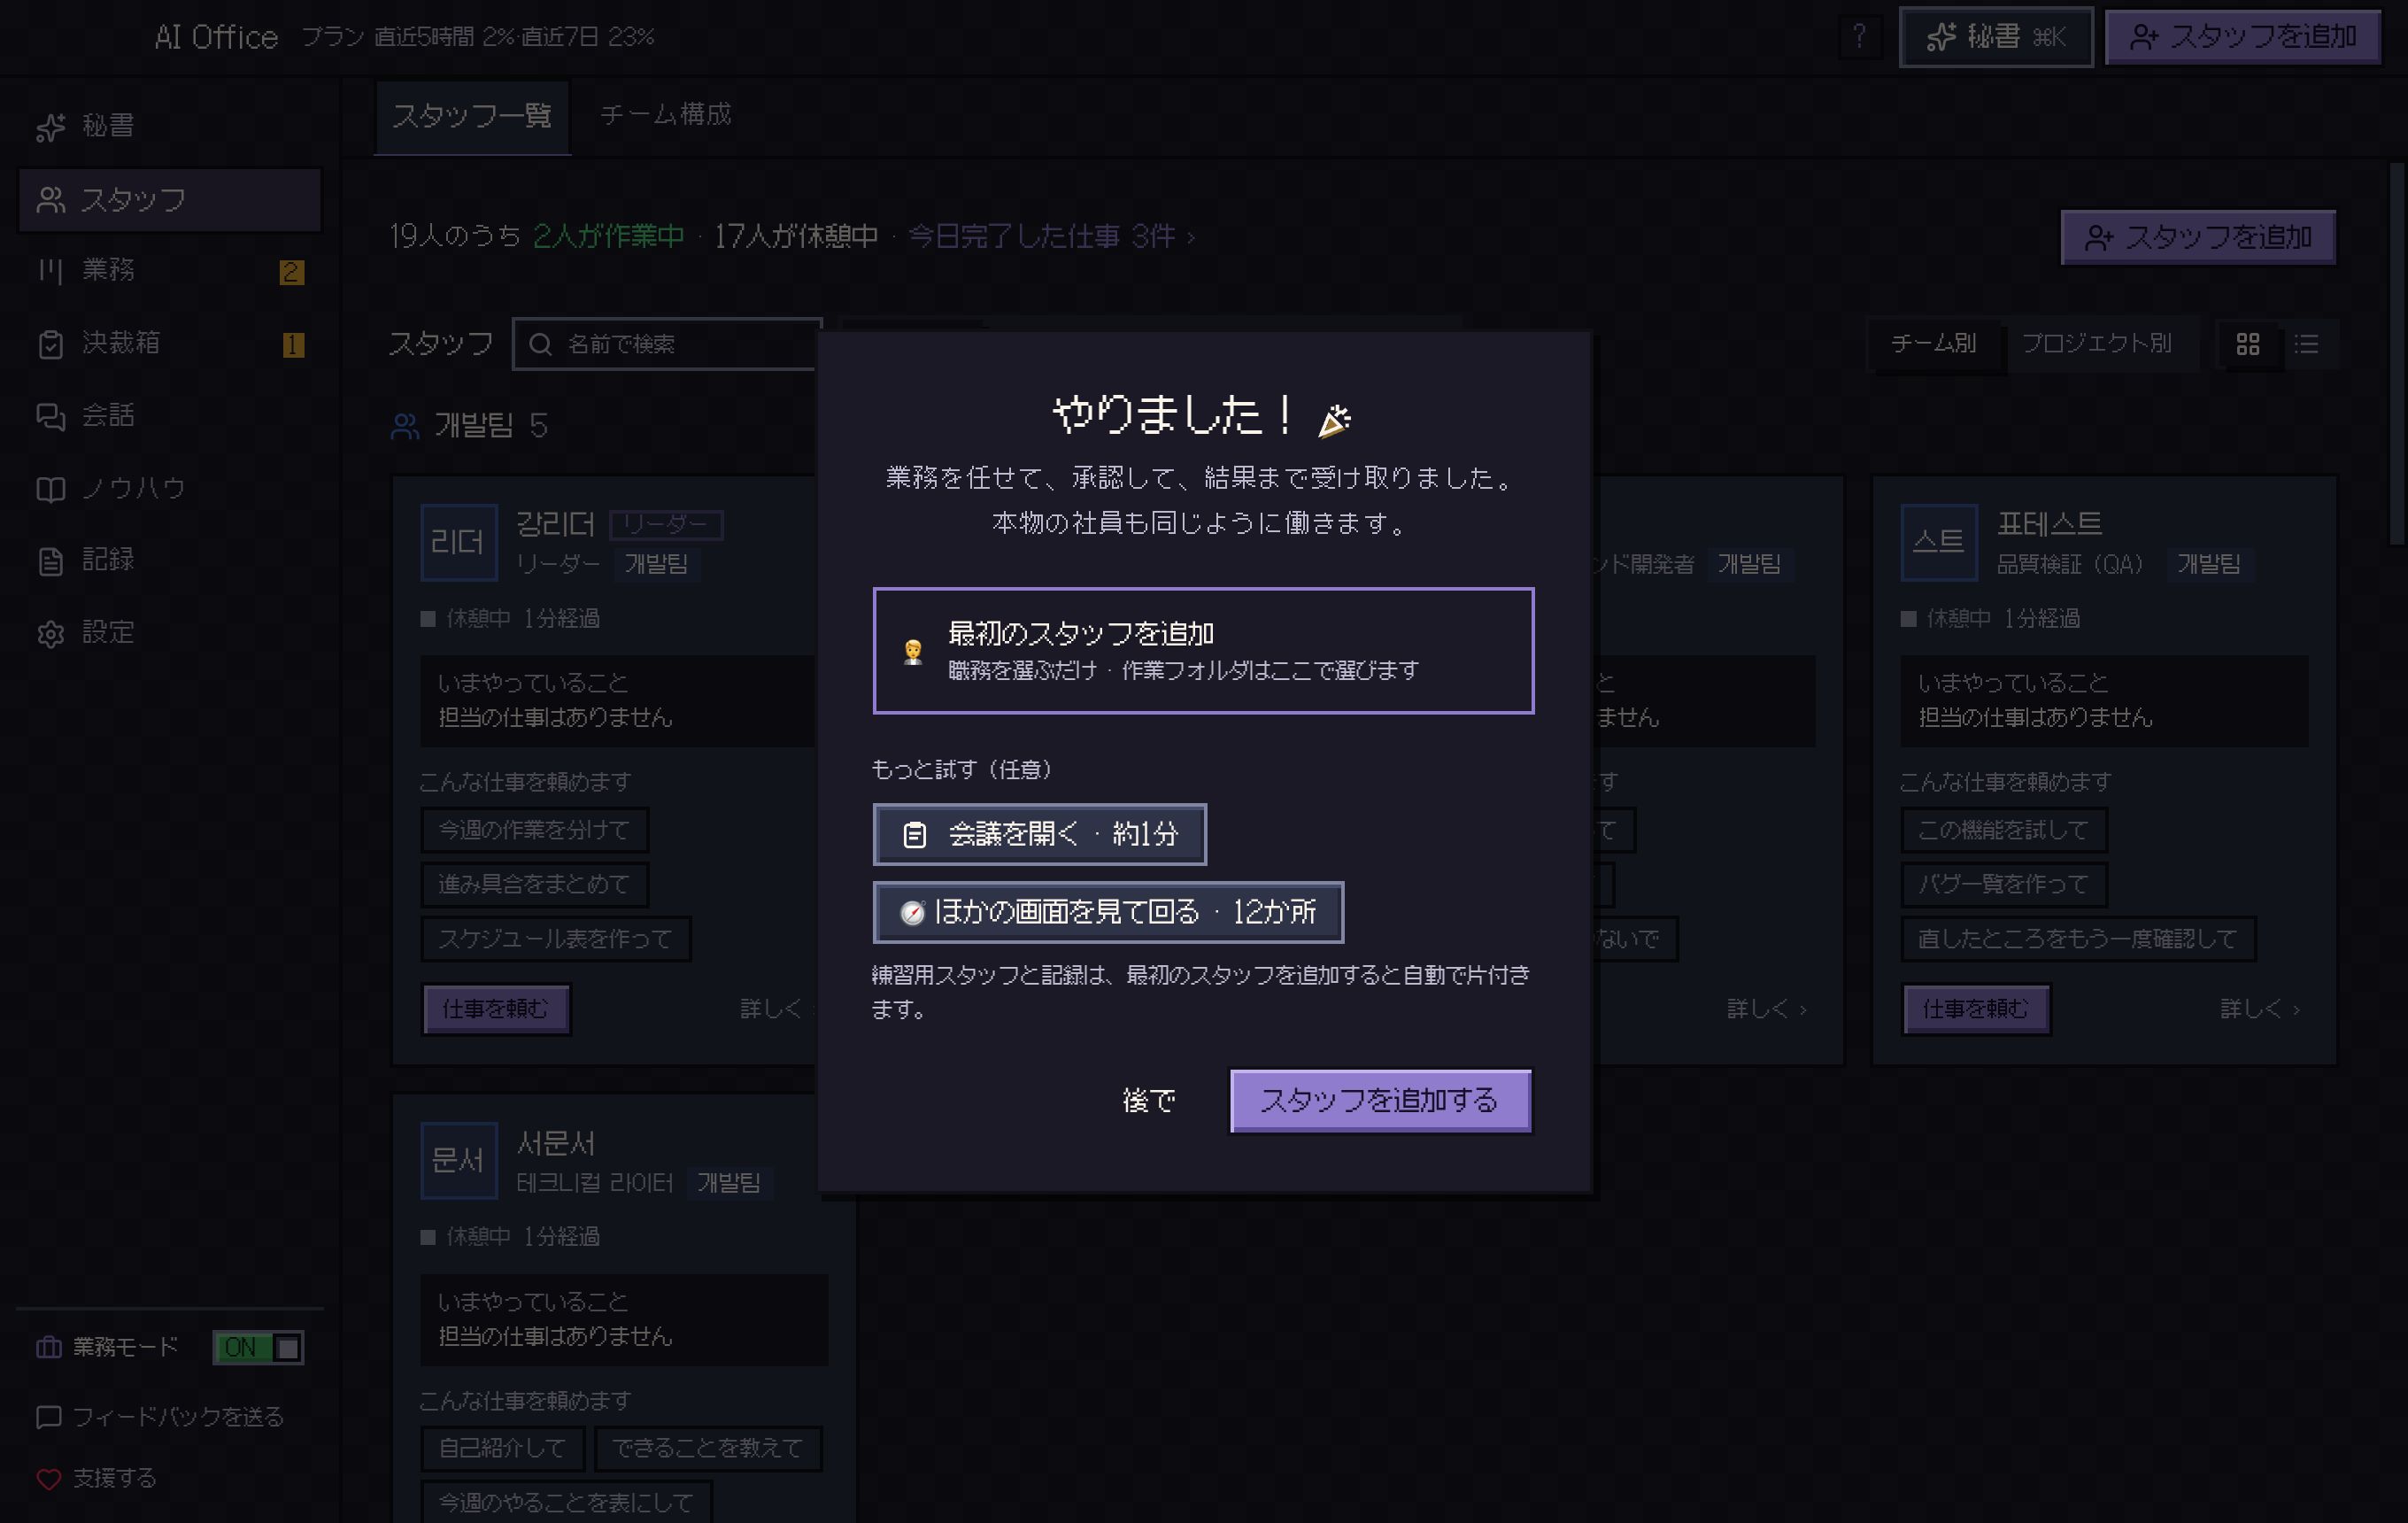 AI Office プラン 直近5時間 2%·直近7日 23%
?
秘書 ⌘K
スタッフを追加
秘書
スタッフ
業務 2
決裁箱 1
会話
ノウハウ
記録
設定
業務モード ON
フィードバックを送る
支援する
スタッフ一覧 チーム構成
19人のうち 2人が作業中 · 17人が休憩中 · 今日完了した仕事 3件 ›
スタッフを追加
スタッフ 名前で検索
チーム別 プロジェクト別
개발팀 5
리더 강리더 リーダー
リーダー 개발팀
休憩中 1分経過
いまやっていること
担当の仕事はありません
こんな仕事を頼めます
今週の作業を分けて
進み具合をまとめて
スケジュール表を作って
仕事を頼む 詳しく
ンド開発者 개발팀
と
ません
す
て
ないで
詳しく ›
스트 표테스트
品質検証（QA） 개발팀
休憩中 1分経過
いまやっていること
担当の仕事はありません
こんな仕事を頼めます
この機能を試して
バグ一覧を作って
直したところをもう一度確認して
仕事を頼む 詳しく ›
문서 서문서
테크니컬 라이터 개발팀
休憩中 1分経過
いまやっていること
担当の仕事はありません
こんな仕事を頼めます
自己紹介して できることを教えて
今週のやることを表にして
やりました！🎉
業務を任せて、承認して、結果まで受け取りました。
本物の社員も同じように働きます。
最初のスタッフを追加
職務を選ぶだけ · 作業フォルダはここで選びます
もっと試す（任意）
会議を開く · 約1分
ほかの画面を見て回る · 12か所
練習用スタッフと記録は、最初のスタッフを追加すると自動で片付き
ます。
後で スタッフを追加する